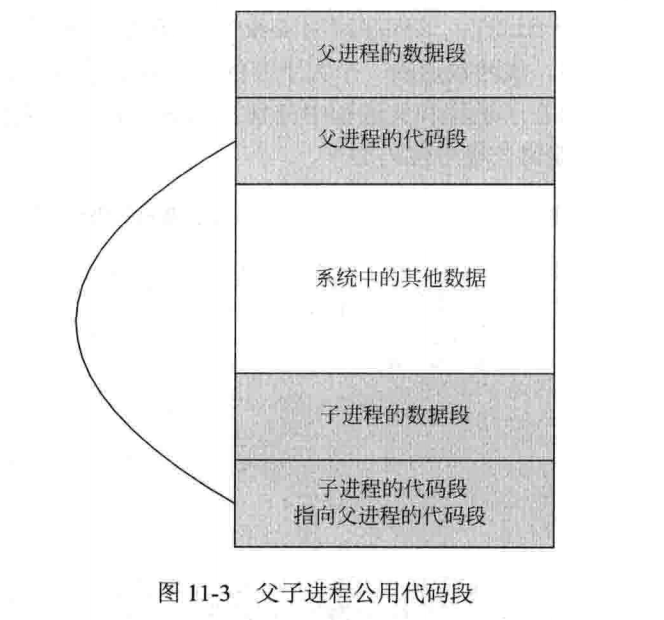 父进程的数据段
父进程的代码段
系统中的其他数据
子进程的数据段
子进程的代码段
指向父进程的代码段
图 11-3 父子进程公用代码段